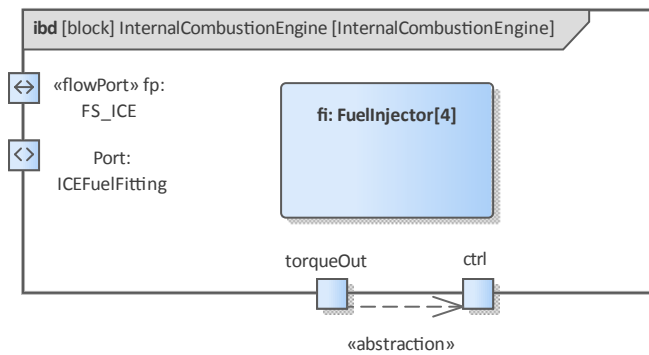 ibd [block] InternalCombustionEngine [InternalCombustionEngine]
«flowPort» fp:
FS_ICE
fi: FuelInjector[4]
Port:
ICEFuelFitting
torqueOut
ctrl
«abstraction»